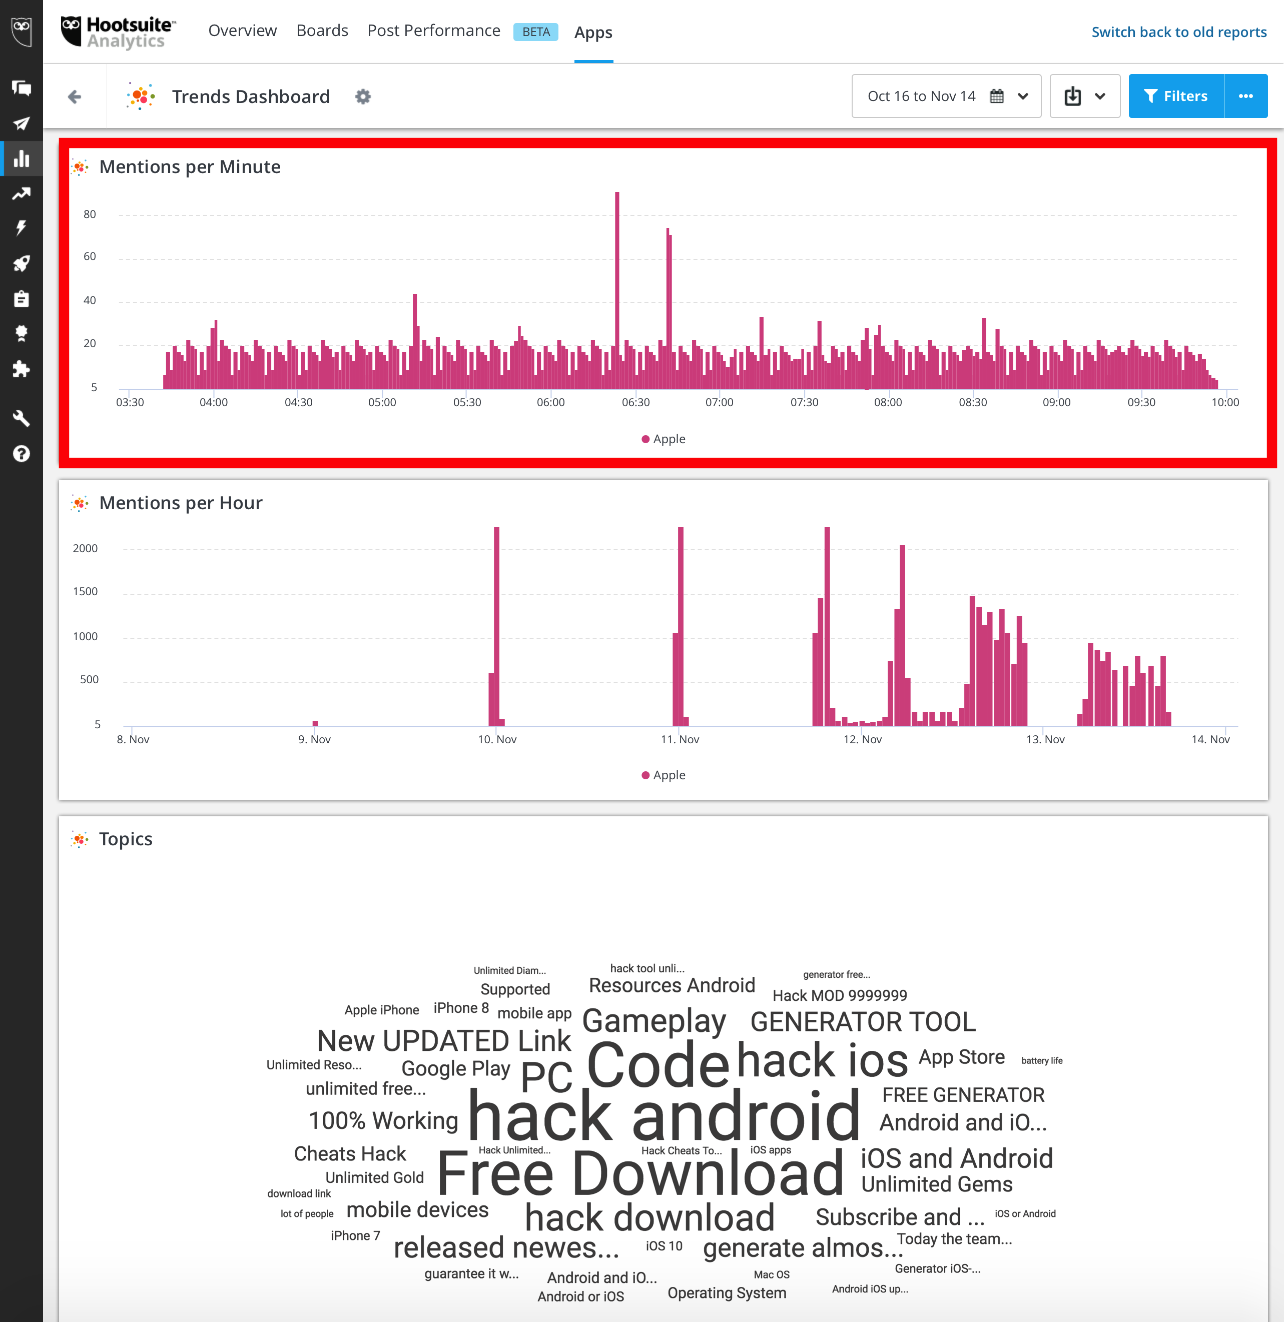 Hootsuite™
Analytics
Overview Boards Post Performance BETA Apps
Switch back to old reports
Trends Dashboard
Oct 16 to Nov 14
Filters
Mentions per Minute
80
60
40
20
5
03:30 04:00 04:30 05:00 05:30 06:00 06:30 07:00 07:30 08:00 08:30 09:00 09:30 10:00
Apple
Mentions per Hour
2000
1500
1000
500
5
8. Nov 9. Nov 10. Nov 11. Nov 12. Nov 13. Nov 14. Nov
Apple
Topics
Unlimited Diam... hack tool unli... generator free...
Supported Resources Android Hack MOD 9999999
Apple iPhone iPhone 8 mobile app Gameplay GENERATOR TOOL
New UPDATED Link Code hack ios App Store battery life
Unlimited Reso... Google Play PC
unlimited free... FREE GENERATOR
100% Working hack android Android and iO...
Cheats Hack Hack Unlimited... Hack Cheats To... iOS apps iOS and Android
Unlimited Gold Free Download Unlimited Gems
download link
lot of people mobile devices hack download Subscribe and ... iOS or Android
iPhone 7 released newes... iOS 10 generate almos... Today the team...
guarantee it w... Android and iO... Mac OS Generator iOS-...
Android or iOS Operating System Android iOS up...